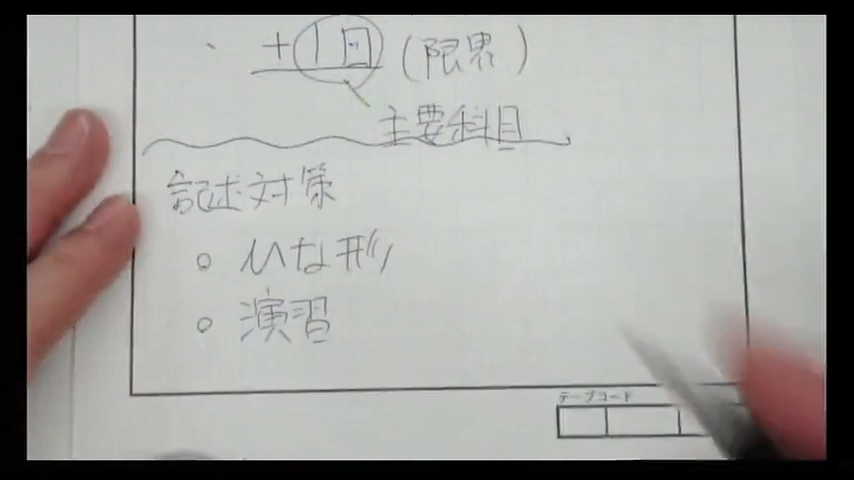 +1回(限界)
主要科目
記述対策
○ ひな形
○ 演習
テープコード